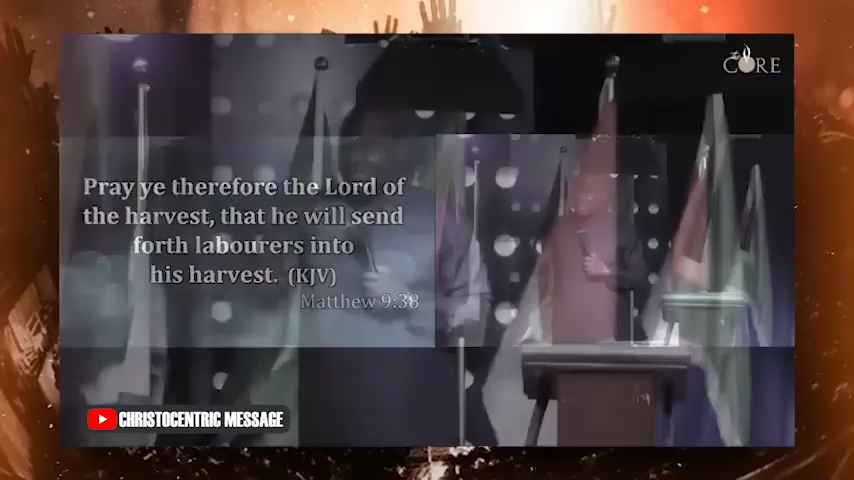 The CORE
Pray ye therefore the Lord of
the harvest, that he will send
forth labourers into
his harvest. (KJV)
Matthew 9:38
CHRISTOCENTRIC MESSAGE